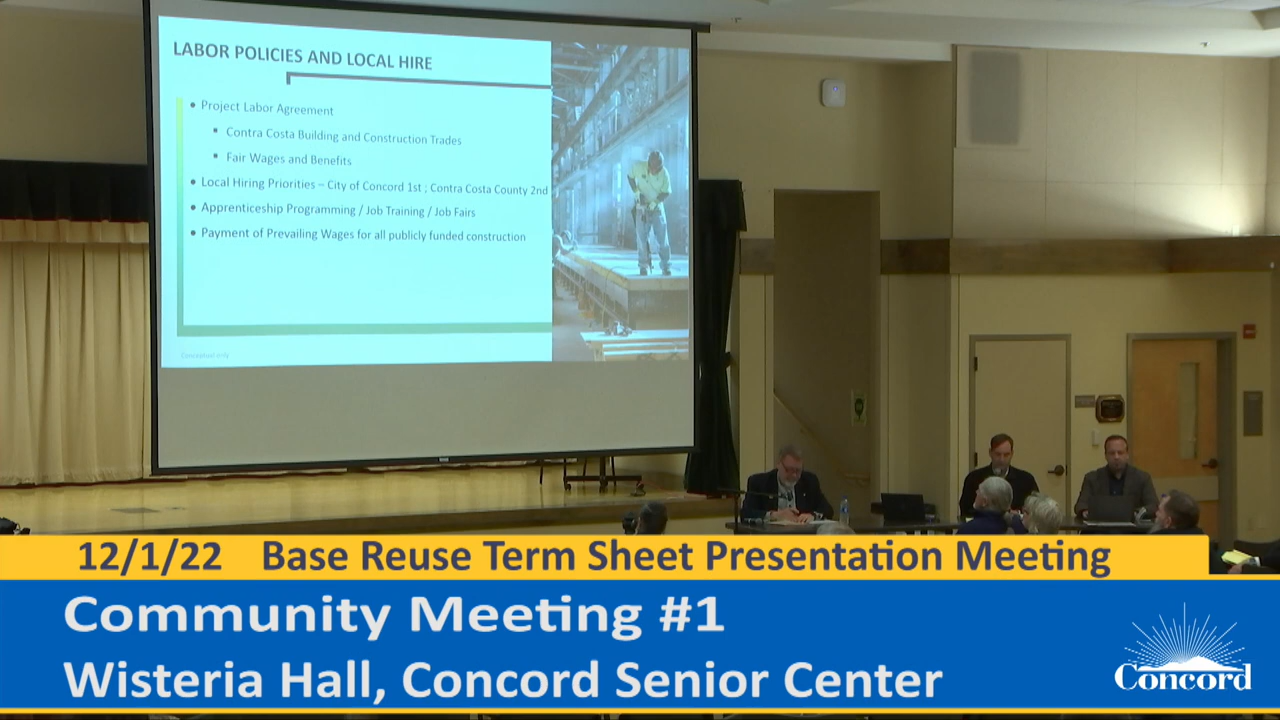 LABOR POLICIES AND LOCAL HIRE
• Project Labor Agreement
▪ Contra Costa Building and Construction Trades
▪ Fair Wages and Benefits
• Local Hiring Priorities – City of Concord 1st ; Contra Costa County 2nd
• Apprenticeship Programming / Job Training / Job Fairs
• Payment of Prevailing Wages for all publicly funded construction
Conceptual only
12/1/22 Base Reuse Term Sheet Presentation Meeting
Community Meeting #1
Wisteria Hall, Concord Senior Center
Concord